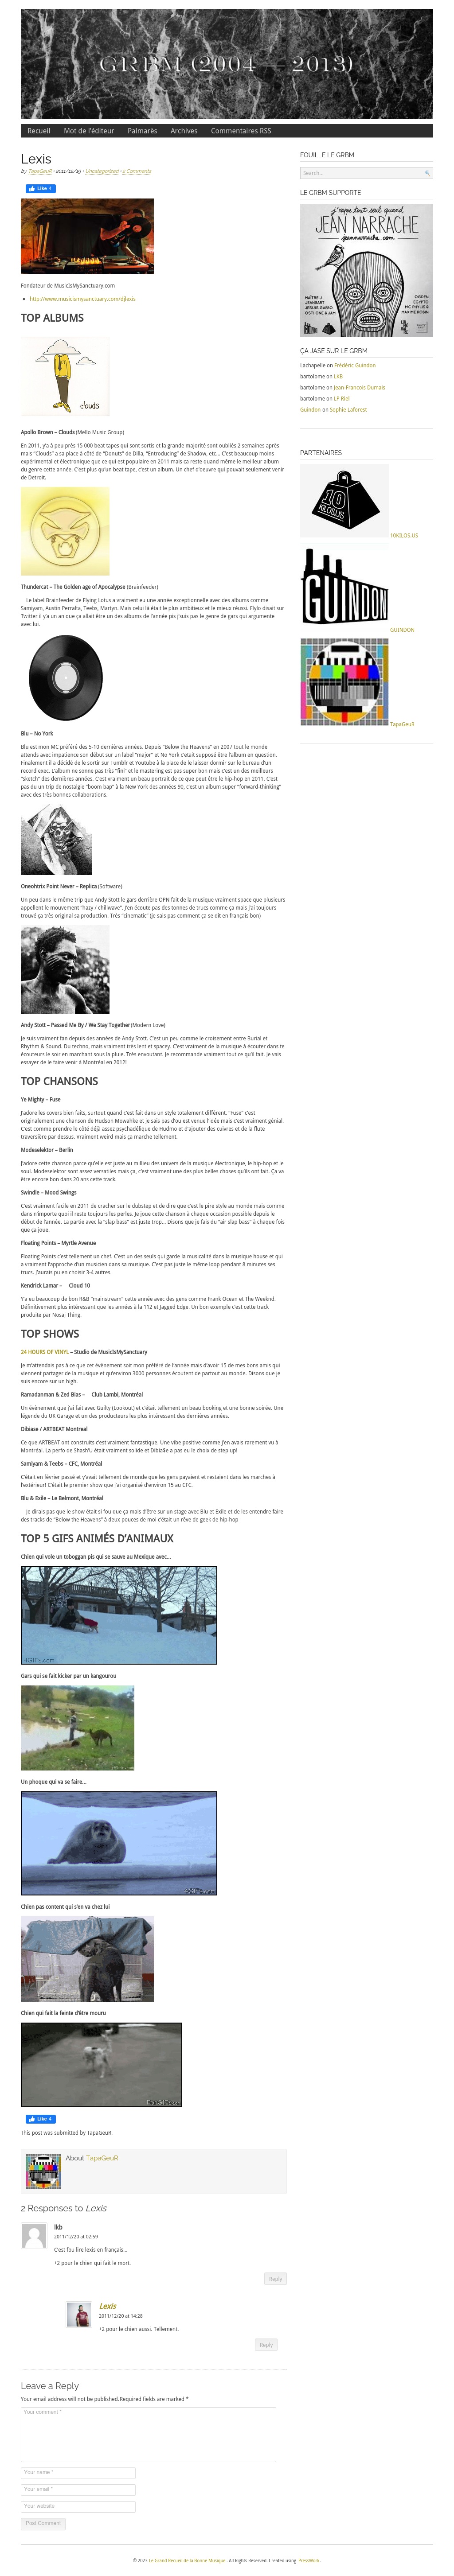 GRBM (2004 — 2013)
Recueil Mot de l'éditeur Palmarès Archives Commentaires RSS
Lexis
by TapaGeuR • 2011/12/19 • Uncategorized • 2 Comments
Like 4
Fondateur de MusicIsMySanctuary.com
http://www.musicismysanctuary.com/djlexis
TOP ALBUMS
clouds
Apollo Brown – Clouds (Mello Music Group)
En 2011, y'a à peu près 15 000 beat tapes qui sont sortis et la grande majorité sont oubliés 2 semaines après
mais "Clouds" a sa place à côté de "Donuts" de Dilla, "Introducing" de Shadow, etc… C'est beaucoup moins
expérimental et électronique que ce qui est populaire en 2011 mais ca reste quand même le meilleur album
du genre cette année. C'est plus qu'un beat tape, c'est un album. Un chef d'oeuvre qui pouvait seulement venir
de Detroit.
Thundercat – The Golden age of Apocalypse (Brainfeeder)
Le label Brainfeeder de Flying Lotus a vraiment eu une année exceptionnelle avec des albums comme
Samiyam, Austin Perralta, Teebs, Martyn. Mais celui là était le plus ambitieux et le mieux réussi. Flylo disait sur
Twitter il y'a un an que ça allait être un des albums de l'année pis j'suis pas le genre de gars qui argumente
avec lui.
Blu – No York
Blu est mon MC préféré des 5-10 dernières années. Depuis "Below the Heavens" en 2007 tout le monde
attends avec impatience son début sur un major label "major" et No York c'etait supposé être l'album en question.
Finalement il a décidé de le sortir sur Tumblr et Youtube à la place de le laisser dormir sur le bureau d'un
record exec. L'album ne sonne pas très "fini" et le mastering est pas super bon mais c'est un des meilleurs
"sketch" des dernières années. C'est vraiment un beau portrait de ce que peut être le hip-hop en 2011. C'est
pas du un trip de nostalgie "boom bap" à la New York des années 90, c'est un album super "forward-thinking"
avec des très bonnes collaborations.
Oneohtrix Point Never – Replica (Software)
Un peu dans le même trip que Andy Stott le gars derrière OPN fait de la musique vraiment space que plusieurs
appellent le mouvement "hazy / chillwave". J'en écoute pas des tonnes de trucs comme ça mais j'ai toujours
trouvé ça très original sa production. Très "cinematic" (je sais pas comment ça se dit en français bon)
Andy Stott – Passed Me By / We Stay Together (Modern Love)
Je suis vraiment fan depuis des années de Andy Stott. C'est un peu comme le croisement entre Burial et
Rhythm & Sound. Du techno, mais vraiment très lent et spacey. C'est vraiment de la musique à écouter dans te
écouteurs le soir en marchant sous la pluie. Très envoutant. Je recommande vraiment tout ce qu'il fait. Je vais
essayer de le faire venir à Montréal en 2012!
TOP CHANSONS
Ye Mighty – Fuse
J'adore les covers bien faits, surtout quand c'est fait dans un style totalement différent. "Fuse" c'est
originalement une chanson de Hudson Mowahke et je sais pas d'ou est venue l'idée mais c'est vraiment génial.
C'est comme prendre le côté déjà assez psychadélique de Hudmo et d'ajouter des cuivres et de la flute
traversière par dessus. Vraiment weird mais ça marche tellement.
Modeselektor – Berlin
J'adore cette chanson parce qu'elle est juste au millieu des univers de la musique électronique, le hip-hop et le
soul. Modeselektor sont assez versatiles mais ça, c'est vraiment une des plus belles choses qu'ils ont fait. Ça va
être encore bon dans 20 ans cette track.
Swindle – Mood Swings
C'est vraiment facile en 2011 de cracher sur le dubstep et de dire que c'est le pire style au monde mais comme
dans n'importe quoi il reste toujours les perles. Je joue cette chanson à chaque occasion possible depuis le
début de l'année. La partie avec la "slap bass" est juste trop… Disons que je fais du "air slap bass" à chaque fois
que ça joue.
Floating Points – Myrtle Avenue
Floating Points c'est tellement un chef. C'est un des seuls qui garde la musicalité dans la musique house et qui
a vraiment l'approche d'un musicien dans sa musique. C'est pas juste le même loop pendant 8 minutes ses
trucs. J'aurais pu en choisir 3-4 autres.
Kendrick Lamar – Cloud 10
Y'a eu beaucoup de bon R&B "mainstream" cette année avec des gens comme Frank Ocean et The Weeknd.
Définitivement plus intéressant que les années à la 112 et Jagged Edge. Un bon exemple c'est cette track
produite par Nosaj Thing.
TOP SHOWS
24 HOURS OF VINYL – Studio de MusicIsMySanctuary
Je m'attendais pas à ce que cet évènement soit mon préféré de l'année mais d'avoir 15 de mes bons amis qui
viennent partager de la musique et qu'environ 3000 personnes écoutent de partout le monde. Disons que je
suis encore sur un high.
Ramadanman & Zed Bias – Club Lambi, Montréal
Un évènement que j'ai fait avec Guilty (Lookout) et c'était tellement un beau booking et une bonne soirée. Une
légende du UK Garage et un des producteurs les plus intéressant des dernières années.
Dibiase / ARTBEAT Montreal
Ce que ARTBEAT ont construits c'est vraiment fantastique. Une vibe positive comme j'en avais rarement vu à
Montréal. La perfo de Shash'U était vraiment solide et DibiaSe a pas eu le choix de step up!
Samiyam & Teebs – CFC, Montréal
C'était en février passé et y'avait tellement de monde que les gens payaient et restaient dans les marches à
l'extérieur! C'était le premier show que j'ai organisé d'environ 15 au CFC.
Blu & Exile – Le Belmont, Montréal
Je dirais pas que le show était si fou que ça mais d'être sur un stage avec Blu et Exile et de les entendre faire
des tracks de "Below the Heavens" à deux pouces de moi c'était un rêve de geek de hip-hop
TOP 5 GIFS ANIMÉS D'ANIMAUX
Chien qui vole un toboggan pis qui se sauve au Mexique avec…
4GIFs.com
Gars qui se fait kicker par un kangourou
Un phoque qui va se faire…
Chien pas content qui s'en va chez lui
Chien qui fait la feinte d'être mouru
Like 4
This post was submitted by TapaGeuR.
About TapaGeuR
2 Responses to Lexis
lkb
2011/12/20 at 02:59
C'est fou lire lexis en français…
+2 pour le chien qui fait le mort.
Reply
Lexis
2011/12/20 at 14:28
+2 pour le chien aussi. Tellement.
Reply
Leave a Reply
Your email address will not be published. Required fields are marked *
Your comment *
Your name *
Your email *
Your website
Post Comment
FOUILLE LE GRBM
Search...
LE GRBM SUPPORTE
j'rappe tout seul quand
JEAN NARRACHE
jeannarrache.com
MAÎTRE J
JEANBART
JESUIS GARBO
OSTI ONE & JAM
OGDEN
EGYPTO
MC PHYLIS &
MAXIME ROBIN
ÇA JASE SUR LE GRBM
Lachapelle on Frédéric Guindon
bartolome on LKB
bartolome on Jean-Francois Dumais
bartolome on LP Riel
Guindon on Sophie Laforest
PARTENAIRES
10 KILOS.US
10KILOS.US
GUINDON
GUINDON
TapaGeuR
© 2023 Le Grand Recueil de la Bonne Musique . All Rights Reserved. Created using PressWork.